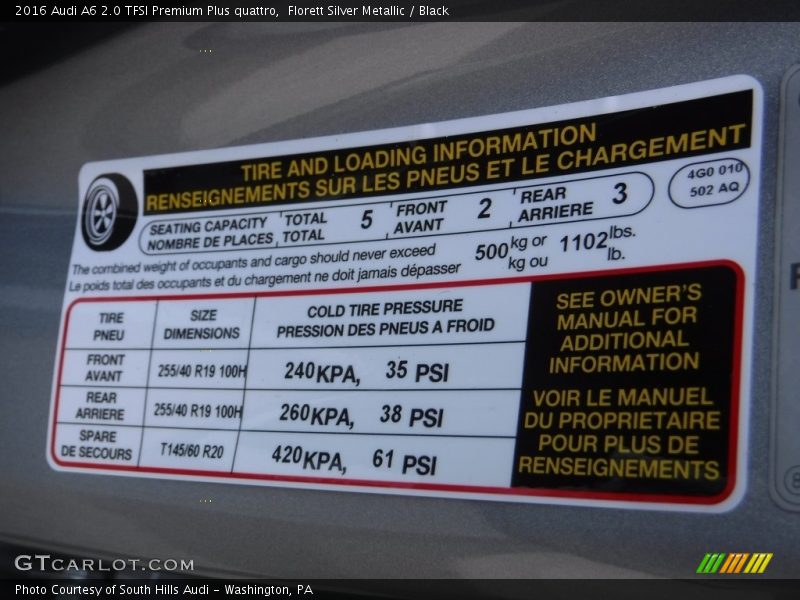 2016 Audi A6 2.0 TFSI Premium Plus quattro,  Florett Silver Metallic / Black
TIRE AND LOADING INFORMATION
RENSEIGNEMENTS SUR LES PNEUS ET LE CHARGEMENT
4G0 010
502 AQ
SEATING CAPACITY
NOMBRE DE PLACES
TOTAL
TOTAL
5
FRONT
AVANT
2
REAR
ARRIERE
3
The combined weight of occupants and cargo should never exceed
Le poids total des occupants et du chargement ne doit jamais dépasser
500 kg or 1102 lbs.
kg ou lb.
TIRE
PNEU
SIZE
DIMENSIONS
COLD TIRE PRESSURE
PRESSION DES PNEUS A FROID
FRONT
AVANT
255/40 R19 100H
240KPA, 35 PSI
REAR
ARRIERE
255/40 R19 100H
260KPA, 38 PSI
SPARE
DE SECOURS
T145/60 R20
420KPA, 61 PSI
SEE OWNER'S
MANUAL FOR
ADDITIONAL
INFORMATION
VOIR LE MANUEL
DU PROPRIETAIRE
POUR PLUS DE
RENSEIGNEMENTS
GTCARLOT.COM
Photo Courtesy of South Hills Audi - Washington, PA